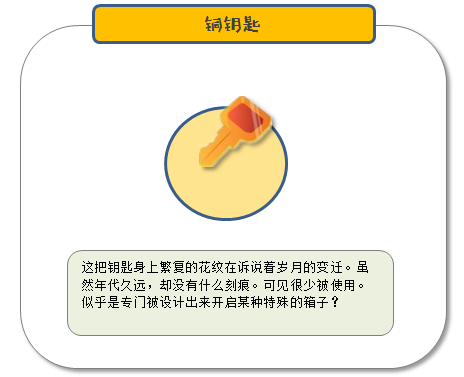 铜钥匙
这把钥匙身上繁复的花纹在诉说着岁月的变迁。虽
然年代久远，却没有什么刻痕。可见很少被使用。
似乎是专门被设计出来开启某种特殊的箱子？